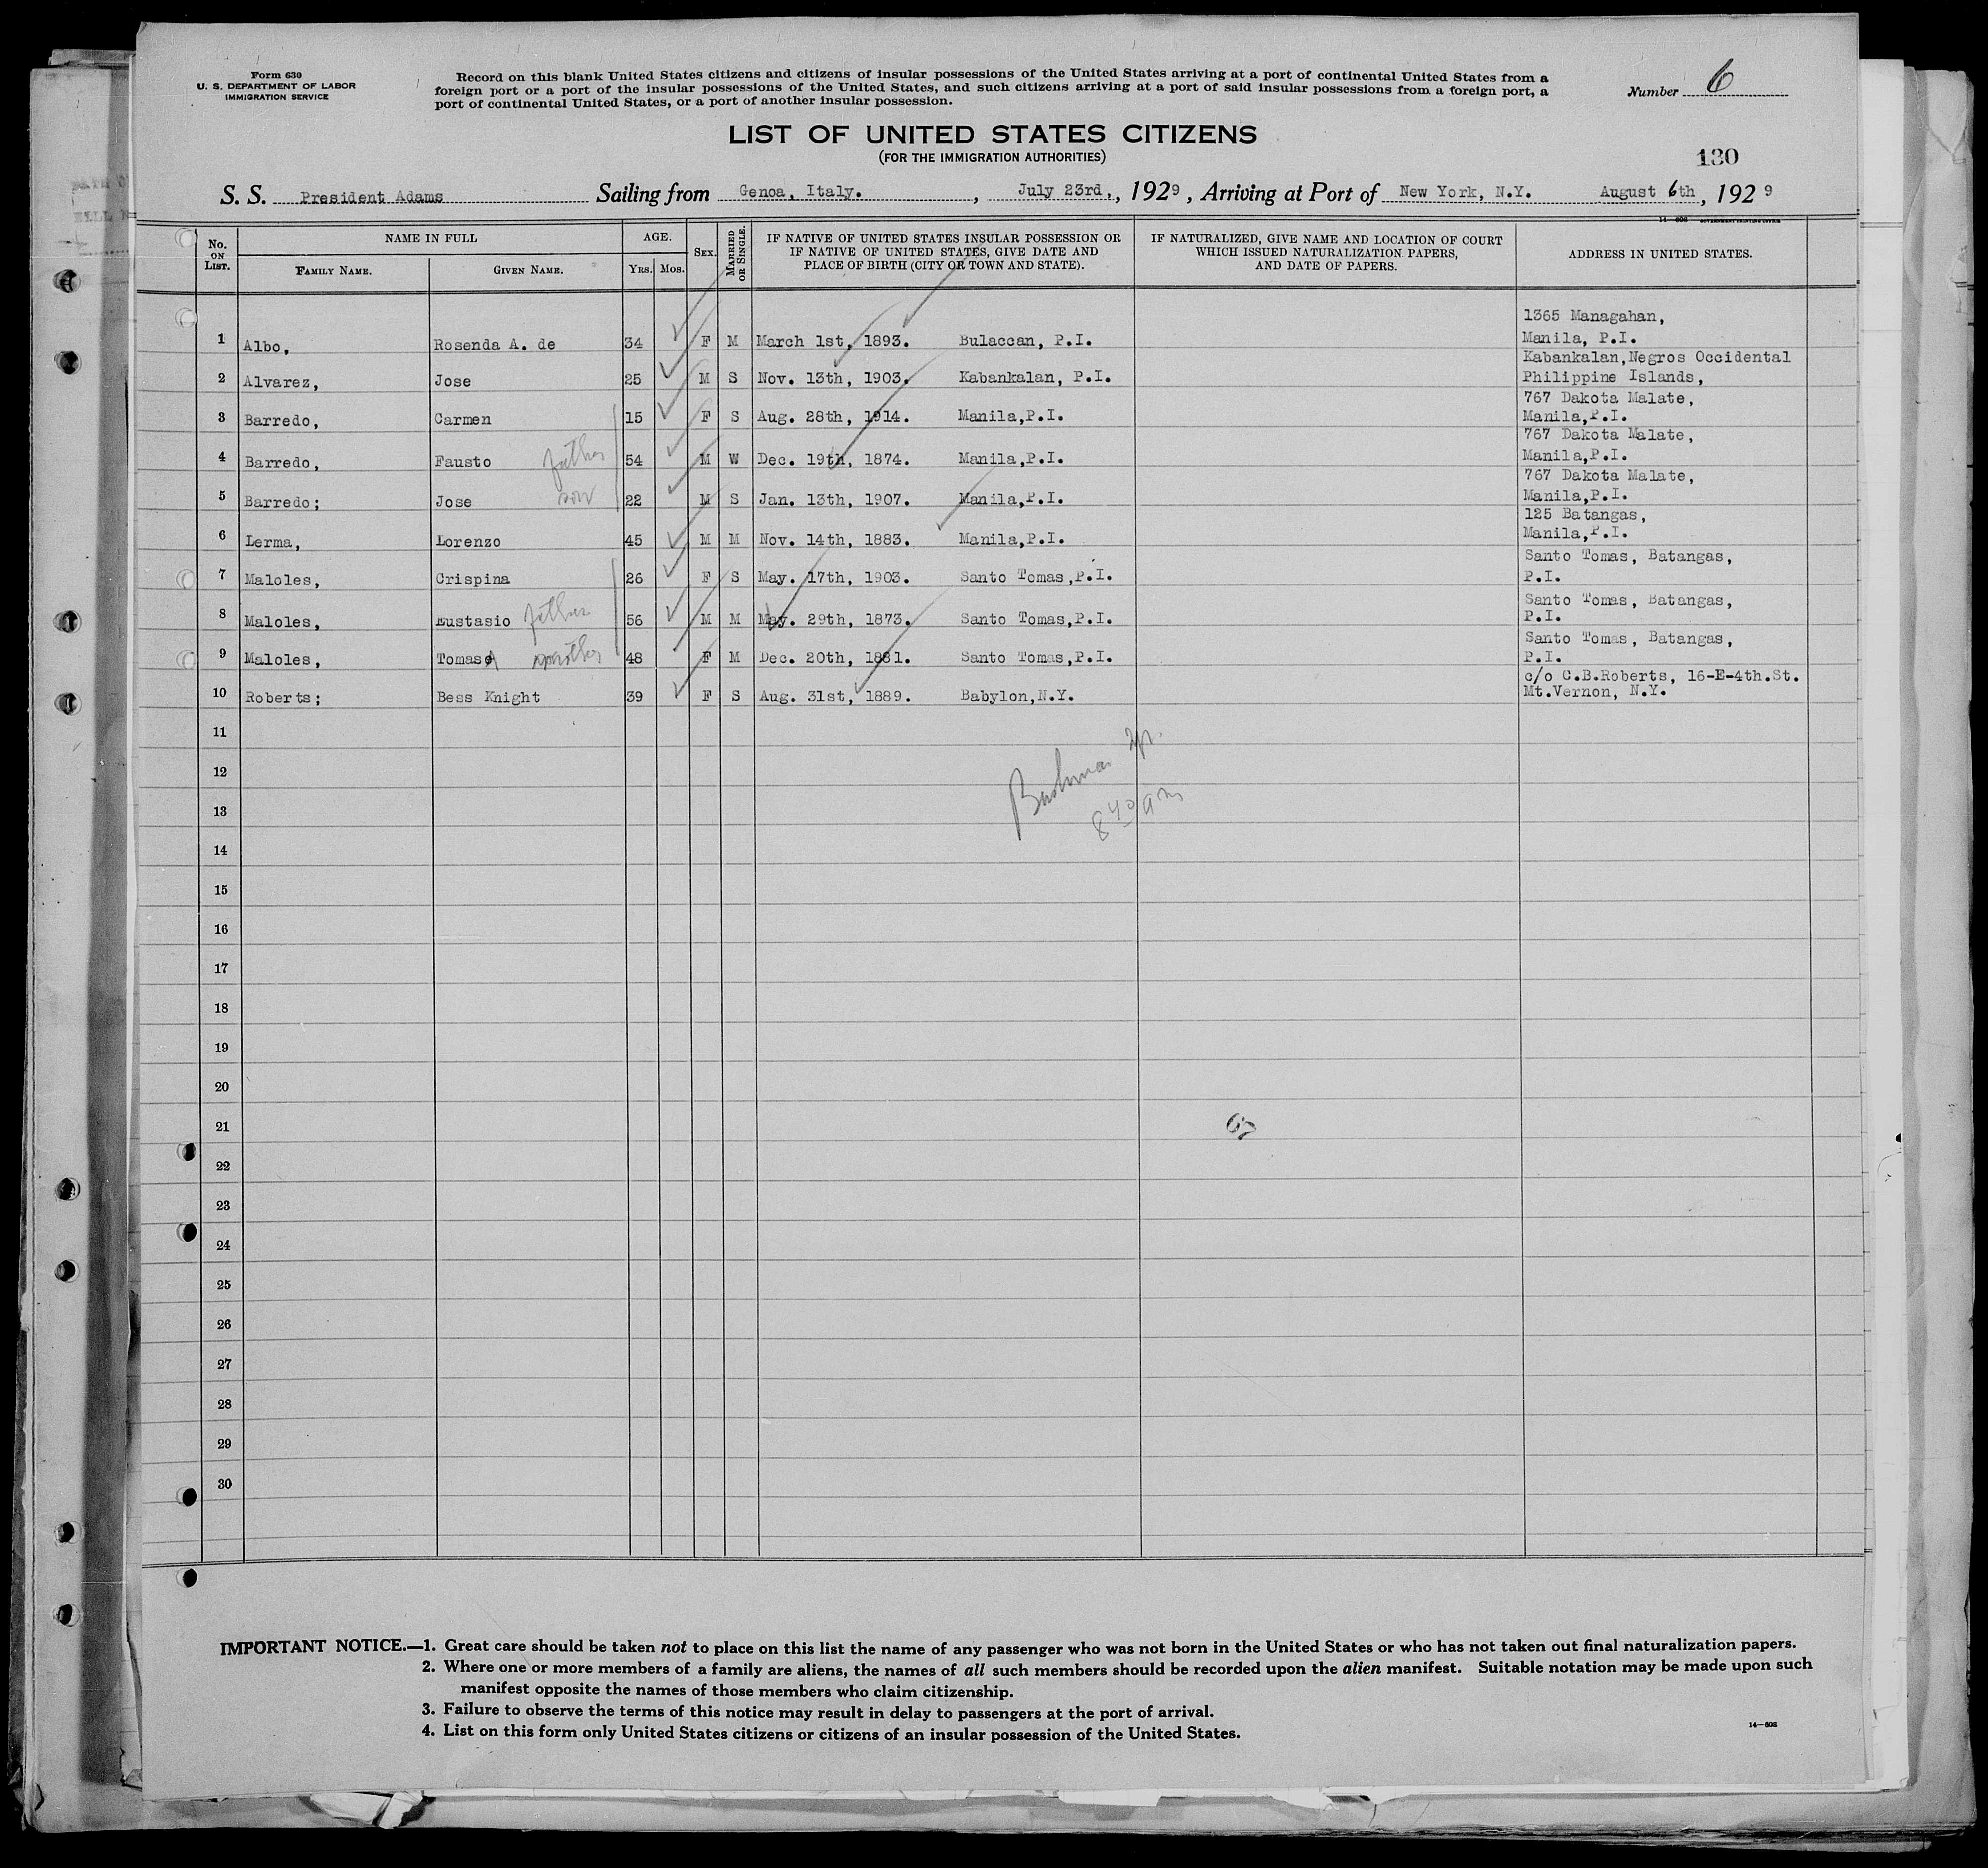 Form 630
U. S. DEPARTMENT OF LABOR
IMMIGRATION SERVICE
Record on this blank United States citizens and citizens of insular possessions of the United States arriving at a port of continental United States from a
foreign port or a port of the insular possessions of the United States, and such citizens arriving at a port of said insular possessions from a foreign port, a
port of continental United States, or a port of another insular possession.
Number 6
LIST OF UNITED STATES CITIZENS
(FOR THE IMMIGRATION AUTHORITIES)
130
S. S. President Adams Sailing from Genoa, Italy. , July 23rd, , 1929 , Arriving at Port of New York, N.Y. August 6th , 1929
14—608 GOVERNMENT PRINTING OFFICE
No. ON LIST. NAME IN FULL AGE. SEX. MARRIED OR SINGLE. IF NATIVE OF UNITED STATES INSULAR POSSESSION OR IF NATIVE OF UNITED STATES, GIVE DATE AND PLACE OF BIRTH (CITY OR TOWN AND STATE). IF NATURALIZED, GIVE NAME AND LOCATION OF COURT WHICH ISSUED NATURALIZATION PAPERS, AND DATE OF PAPERS. ADDRESS IN UNITED STATES.
FAMILY NAME. GIVEN NAME. YRS. MOS.
1365 Managahan,
1 Albo, Rosenda A. de 34 F M March 1st, 1893. Bulaccan, P.I. Manila, P.I.
Kabankalan,Negros Occidental
2 Alvarez, Jose 25 M S Nov. 13th, 1903. Kabankalan, P.I. Philippine Islands,
767 Dakota Malate,
3 Barredo, Carmen 15 F S Aug. 28th, 1914. Manila,P.I. Manila,P.I.
767 Dakota Malate,
4 Barredo, Fausto father 54 M W Dec. 19th, 1874. Manila,P.I. Manila,P.I.
767 Dakota Malate,
5 Barredo; Jose son 22 M S Jan. 13th, 1907. Manila,P.I. Manila,P.I.
125 Batangas,
6 Lerma, Lorenzo 45 M M Nov. 14th, 1883. Manila,P.I. Manila,P.I.
Santo Tomas, Batangas,
7 Maloles, Crispina 26 F S May. 17th, 1903. Santo Tomas,P.I. P.I.
Santo Tomas, Batangas,
8 Maloles, Eustasio father 56 M M May. 29th, 1873. Santo Tomas,P.I. P.I.
Santo Tomas, Batangas,
9 Maloles, Tomasa mother 48 F M Dec. 20th, 1881. Santo Tomas,P.I. P.I.
c/o C.B.Roberts, 16-E-4th.St.
10 Roberts; Bess Knight 39 F S Aug. 31st, 1889. Babylon,N.Y. Mt.Vernon, N.Y.
11
12
13
8 40 am
14
15
16
17
18
19
20
21
67
22
23
24
25
26
27
28
29
30
IMPORTANT NOTICE.—1. Great care should be taken not to place on this list the name of any passenger who was not born in the United States or who has not taken out final naturalization papers.
2. Where one or more members of a family are aliens, the names of all such members should be recorded upon the alien manifest. Suitable notation may be made upon such
manifest opposite the names of those members who claim citizenship.
3. Failure to observe the terms of this notice may result in delay to passengers at the port of arrival.
4. List on this form only United States citizens or citizens of an insular possession of the United States.
14—608